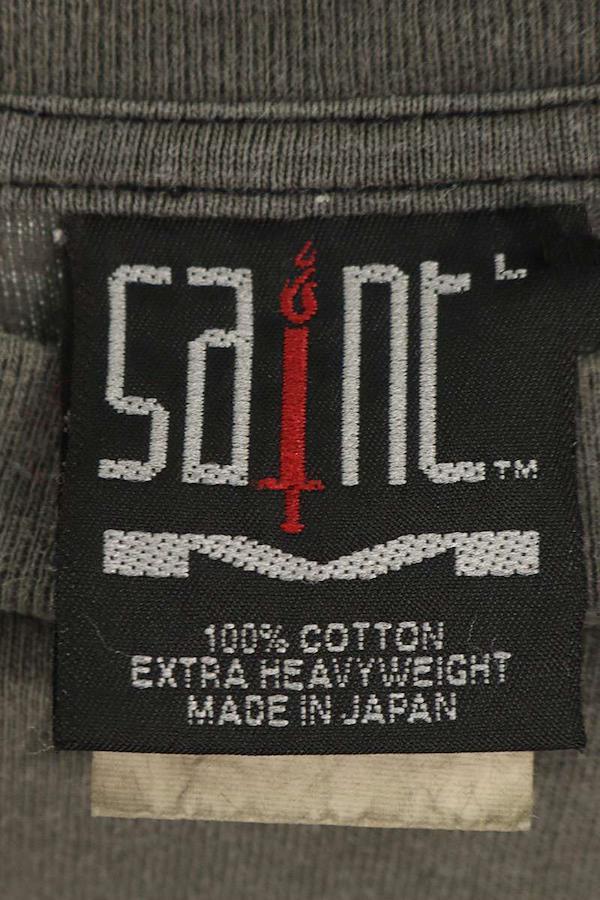 saint L
TM
100% COTTON
EXTRA HEAVYWEIGHT
MADE IN JAPAN